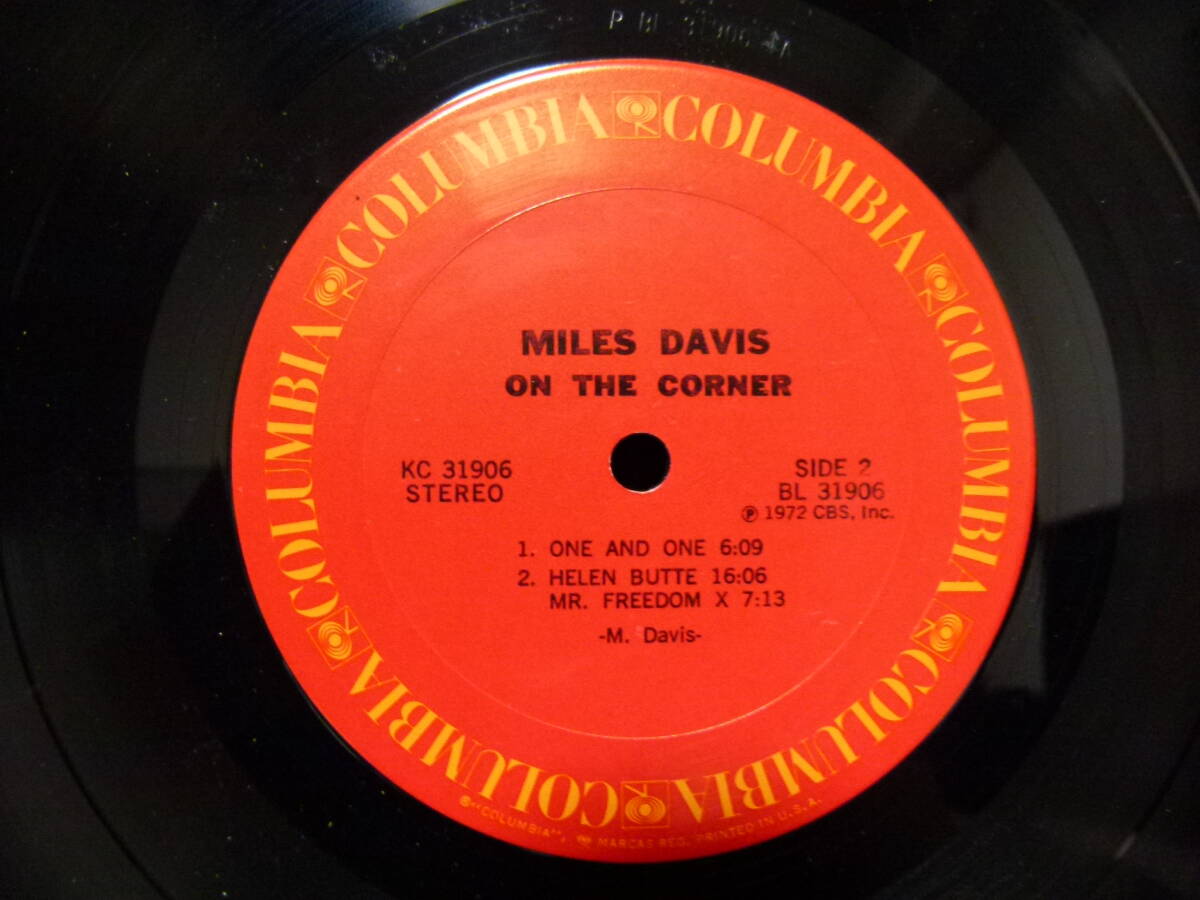 P BL 31906 1A
COLUMBIA COLUMBIA COLUMBIA COLUMBIA COLUMBIA COLUMBIA
MILES DAVIS
ON THE CORNER
KC 31906
STEREO
SIDE 2
BL 31906
℗ 1972 CBS, Inc.
1. ONE AND ONE 6:09
2. HELEN BUTTE 16:06
MR. FREEDOM X 7:13
-M. Davis-
®"COLUMBIA", MARCAS REG. PRINTED IN U.S.A.